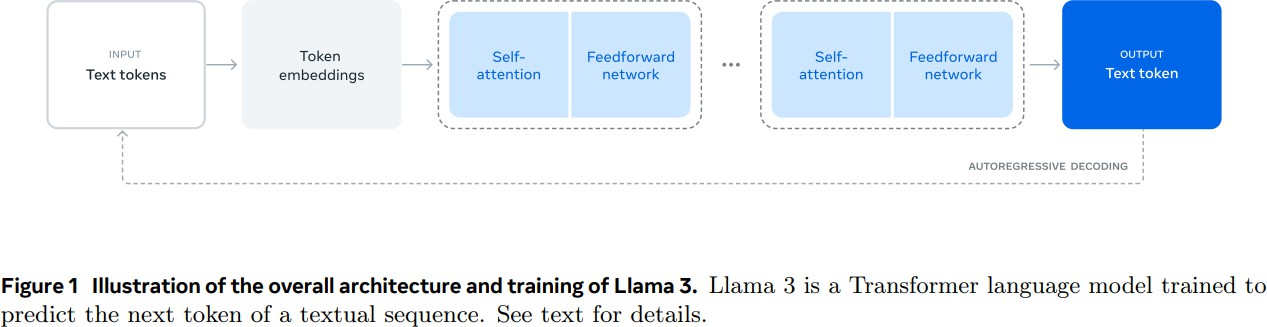 INPUT
Text tokens
Token
embeddings
Self-
attention
Feedforward
network
...
Self-
attention
Feedforward
network
OUTPUT
Text token
AUTOREGRESSIVE DECODING
Figure 1 Illustration of the overall architecture and training of Llama 3. Llama 3 is a Transformer language model trained to
predict the next token of a textual sequence. See text for details.